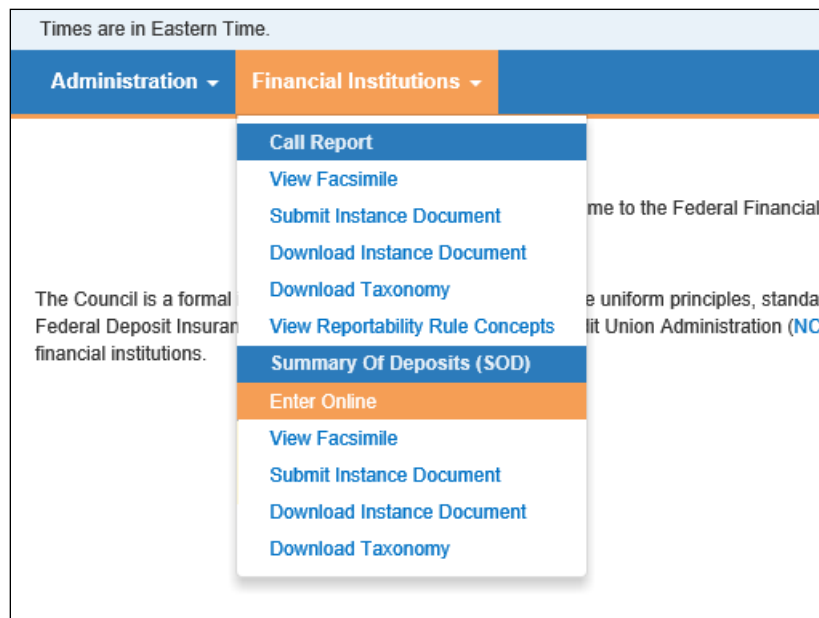 Times are in Eastern Time.
Administration Financial Institutions
Call Report
View Facsimile
Submit Instance Document
me to the Federal Financial
Download Instance Document
Download Taxonomy
The Council is a formal
e uniform principles, standa
View Reportability Rule Concepts
Federal Deposit Insuran
dit Union Administration (NC
financial institutions.
Summary Of Deposits (SOD)
Enter Online
View Facsimile
Submit Instance Document
Download Instance Document
Download Taxonomy